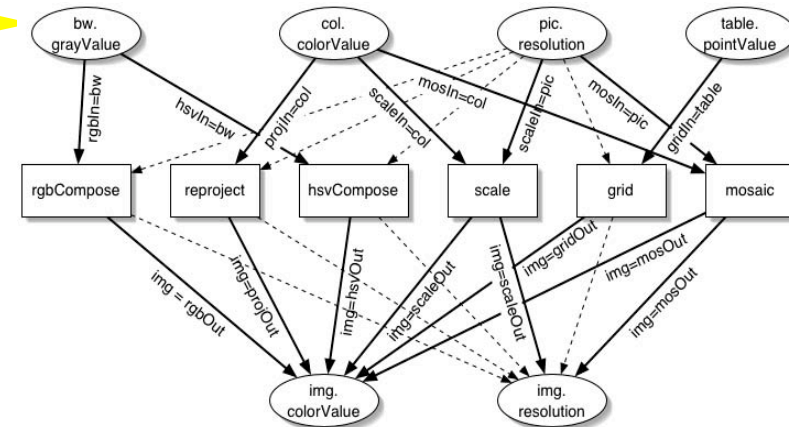 bw.
grayValue
col.
colorValue
pic.
resolution
table.
pointValue
rgbIn=bw
hsvIn=bw
projIn=col
scaleIn=col
mosIn=col
scaleIn=pic
mosIn=pic
gridIn=table
rgbCompose
reproject
hsvCompose
scale
grid
mosaic
img = rgbOut
img=projOut
img=hsvOut
img=scaleOut
img=scaleOut
img=gridOut
img=mosOut
img=mosOut
img.
colorValue
img.
resolution